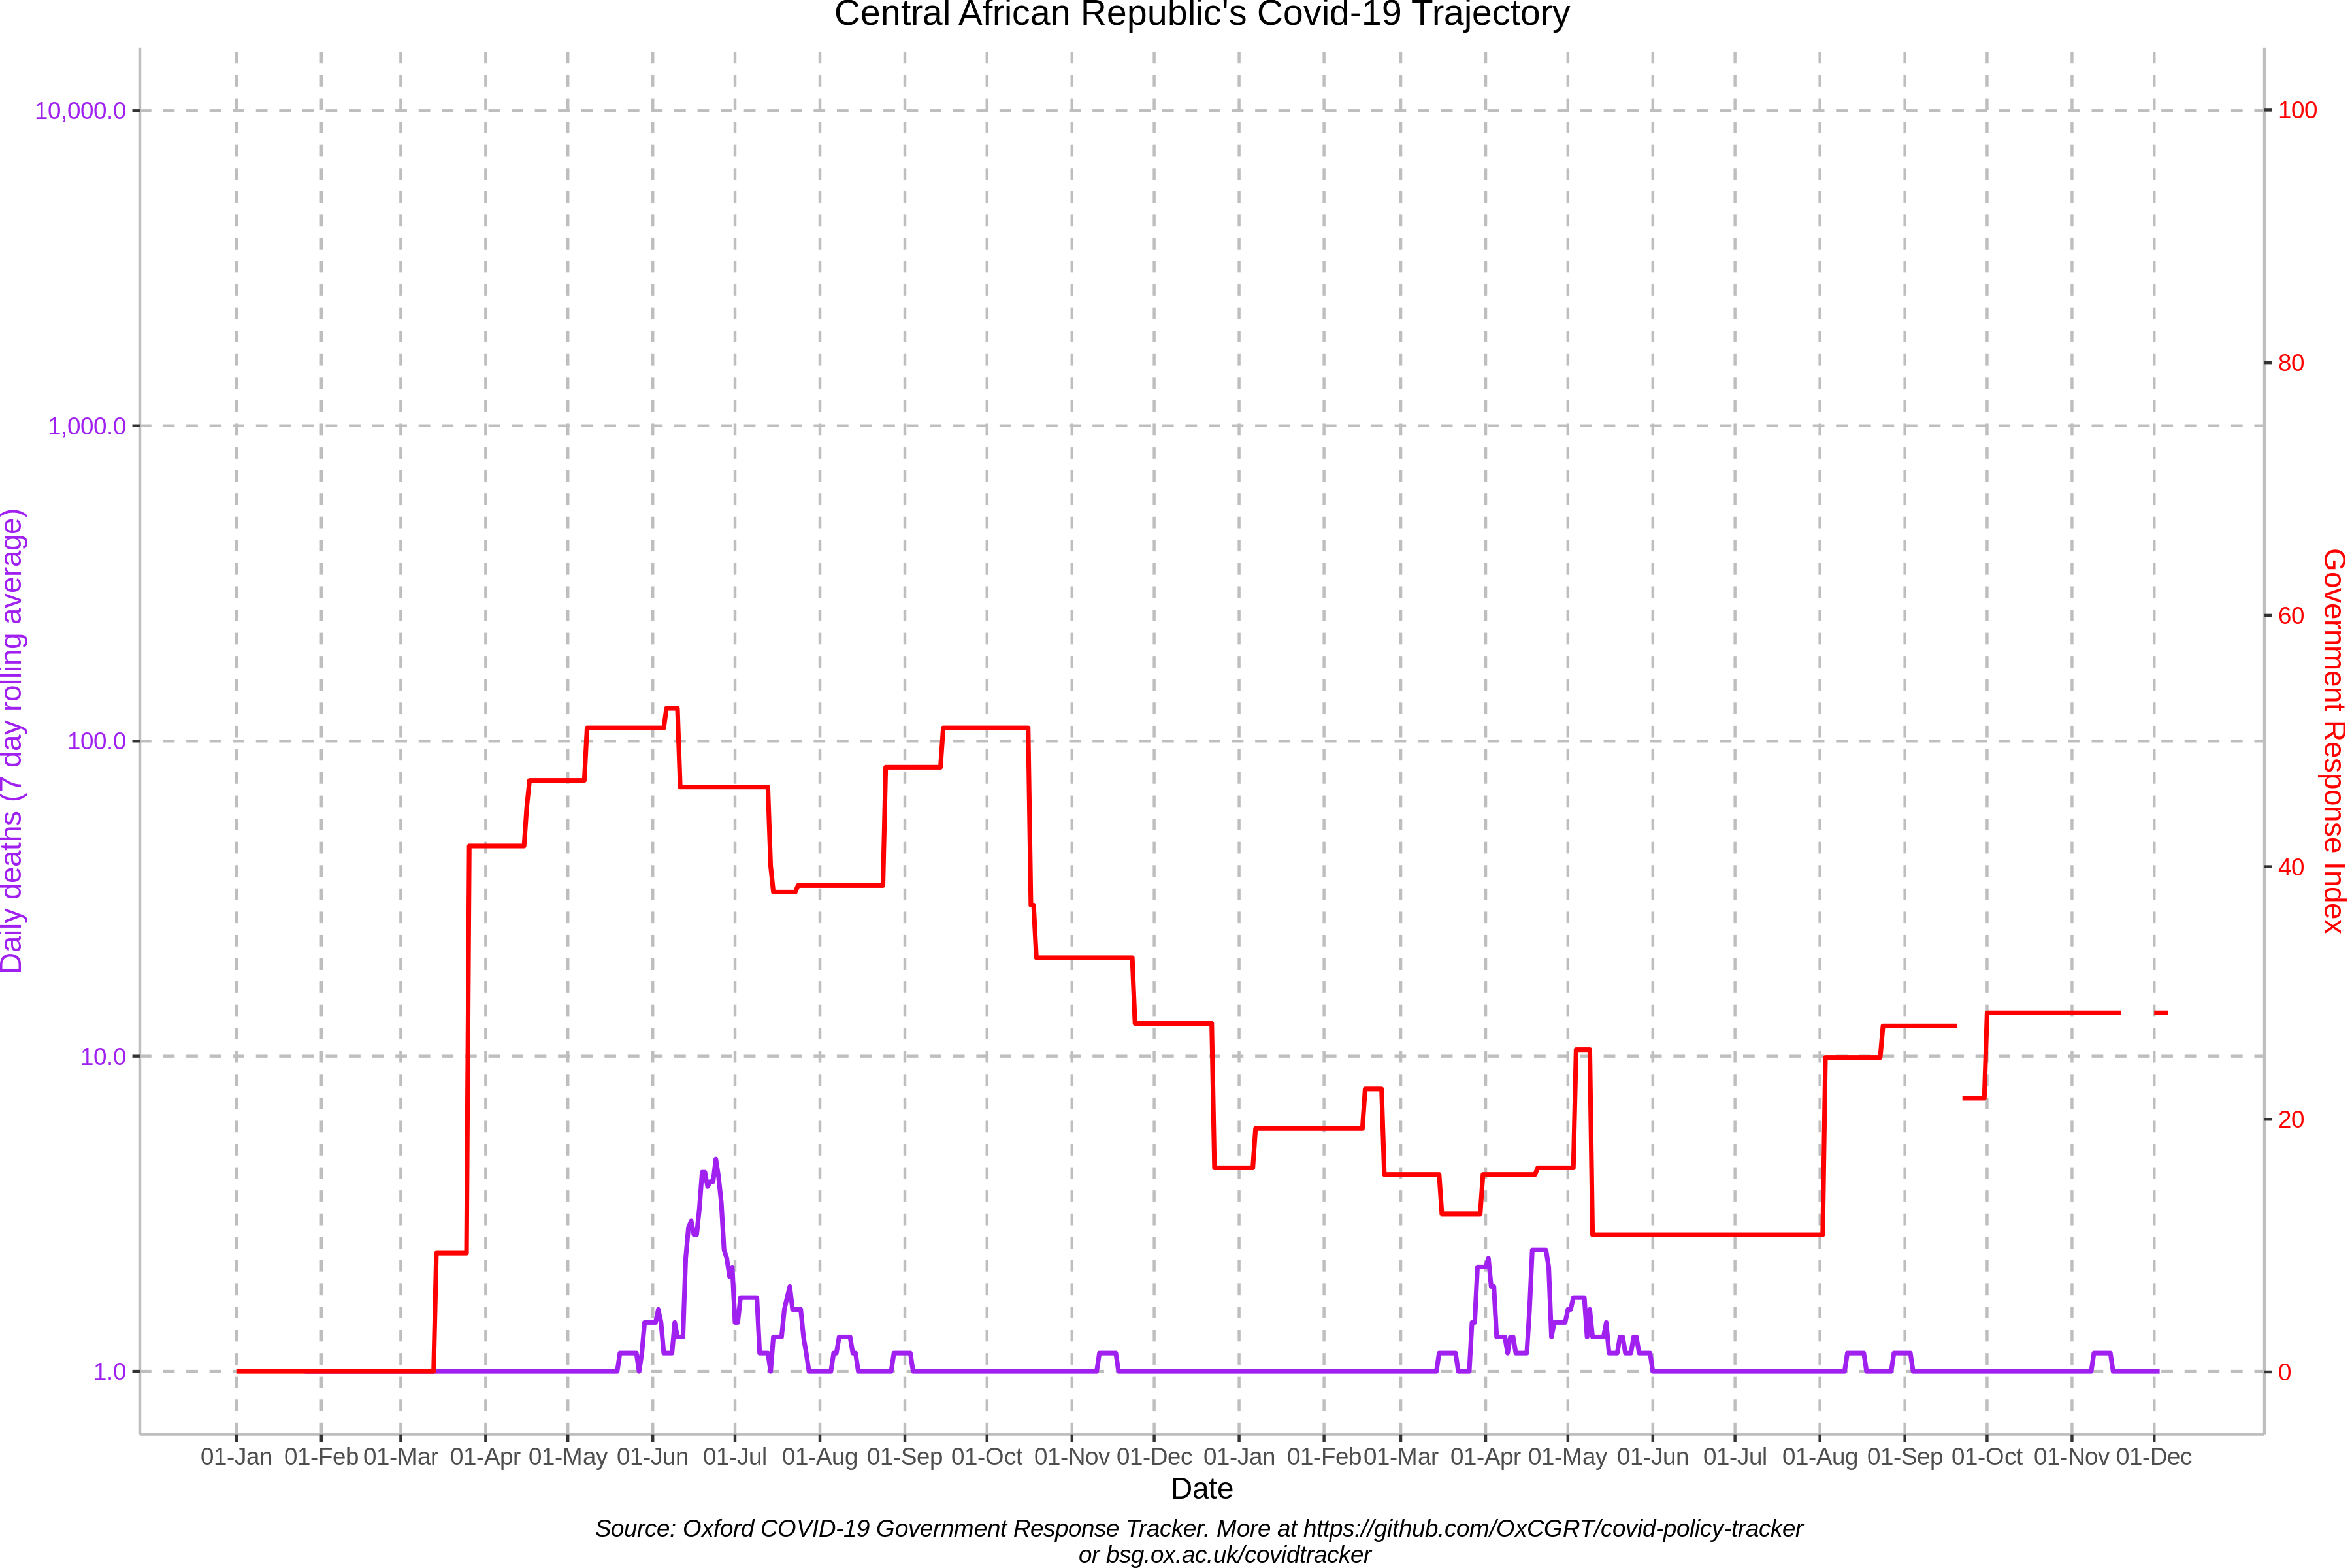 Central African Republic's Covid-19 Trajectory
Daily deaths (7 day rolling average)
10,000.0
1,000.0
100.0
10.0
1.0
100
80
60
40
20
0
Government Response Index
01-Jan 01-Feb 01-Mar 01-Apr 01-May 01-Jun 01-Jul 01-Aug 01-Sep 01-Oct 01-Nov 01-Dec 01-Jan 01-Feb 01-Mar 01-Apr 01-May 01-Jun 01-Jul 01-Aug 01-Sep 01-Oct 01-Nov 01-Dec
Date
Source: Oxford COVID-19 Government Response Tracker. More at https://github.com/OxCGRT/covid-policy-tracker
or bsg.ox.ac.uk/covidtracker